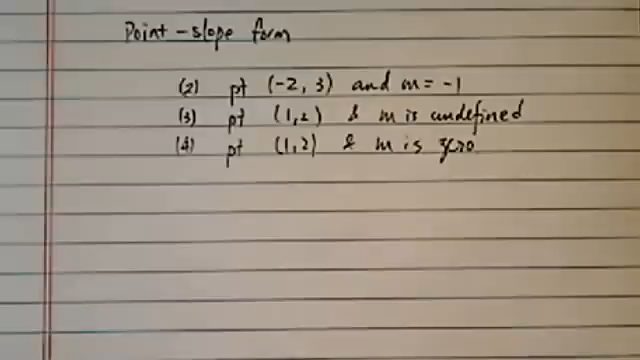 Point-slope form
(2) pt (-2, 3) and m = -1
(3) pt (1,2) & m is undefined
(4) pt (1,2) & m is zero